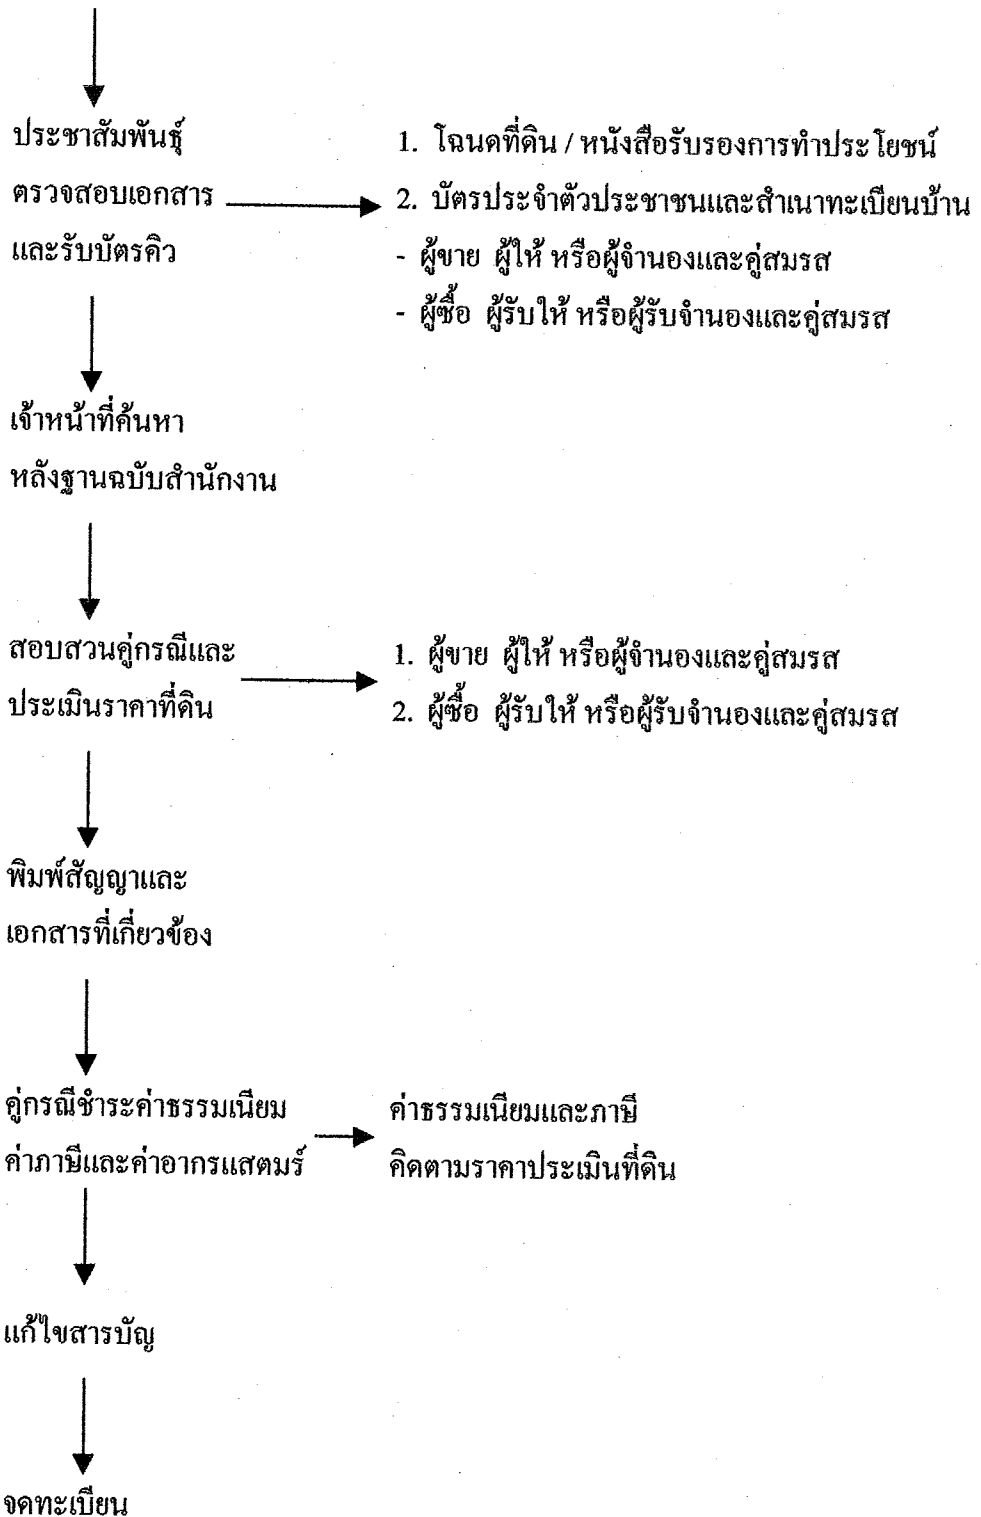 ประชาสัมพันธุ์
ตรวจสอบเอกสาร
และรับบัตรคิว
1. โฉนดที่ดิน / หนังสือรับรองการทำประโยชน์
2. บัตรประจำตัวประชาชนและสำเนาทะเบียนบ้าน
- ผู้ขาย ผู้ให้ หรือผู้จำนองและคู่สมรส
- ผู้ซื้อ ผู้รับให้ หรือผู้รับจำนองและคู่สมรส
เจ้าหน้าที่ค้นหา
หลังฐานฉบับสำนักงาน
สอบสวนคู่กรณีและ
ประเมินราคาที่ดิน
1. ผู้ขาย ผู้ให้ หรือผู้จำนองและคู่สมรส
2. ผู้ซื้อ ผู้รับให้ หรือผู้รับจำนองและคู่สมรส
พิมพ์สัญญาและ
เอกสารที่เกี่ยวข้อง
คู่กรณีชำระค่าธรรมเนียม
ค่าภาษีและค่าอากรแสตมร์
ค่าธรรมเนียมและภาษี
คิดตามราคาประเมินที่ดิน
แก้ไขสารบัญ
จดทะเบียน